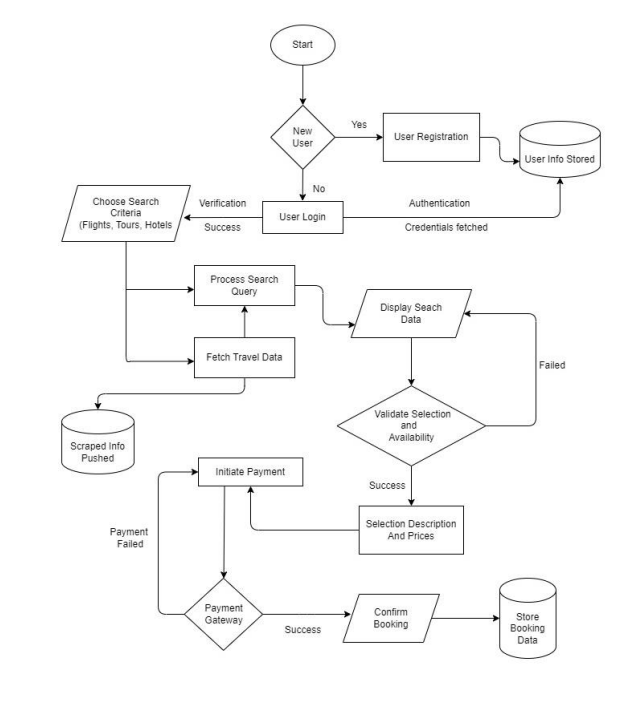 Start
New
User
Yes
User Registration
User Info Stored
No
Choose Search
Criteria
(Flights, Tours, Hotels
Verification
Success
User Login
Authentication
Credentials fetched
Process Search
Query
Display Seach
Data
Fetch Travel Data
Failed
Scraped Info
Pushed
Validate Selection
and
Availability
Initiate Payment
Success
Selection Description
And Prices
Payment
Failed
Payment
Gateway
Success
Confirm
Booking
Store
Booking
Data